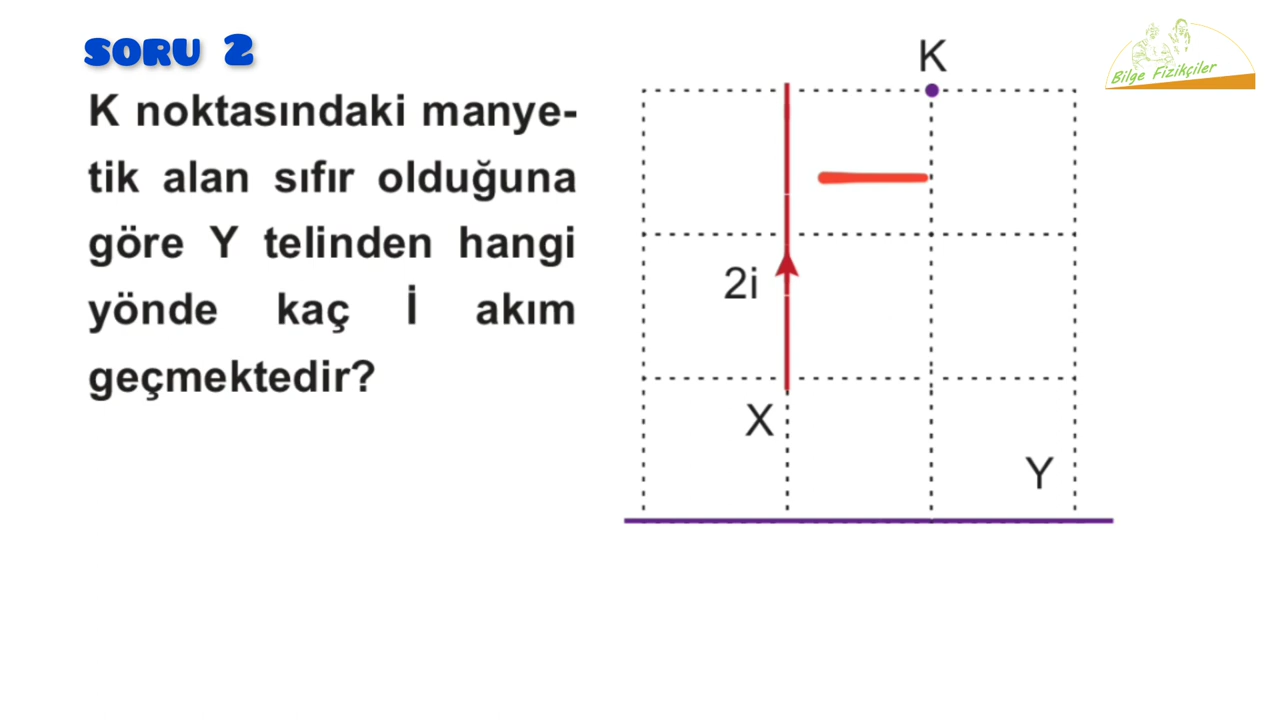 SORU 2
K noktasındaki manye-
tik alan sıfır olduğuna
göre Y telinden hangi
yönde kaç İ akım
geçmektedir?
K
2i
X
Y
Bilge Fizikçiler